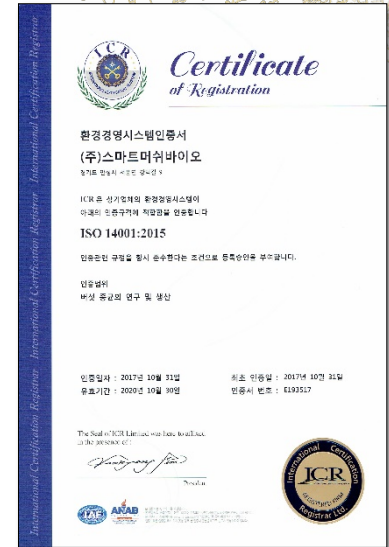 ICR
Certificate
of Registration
환경경영시스템인증서
(주)스마트머쉬바이오
ICR 은 상기업체의 환경경영시스템이
아래의 인증규격에 적합함을 인증합니다
ISO 14001:2015
인증관련 규정을 항시 준수한다는 조건으로 등록승인을 부여합니다.
인증범위
버섯 종균의 연구 및 생산
인증일자 : 2017년 10월 31일
최초 인증일 : 2017년 10월 31일
유효기간 : 2020년 10월 30일
인증서 번호 : E193517
The Seal of ICR Limited was here to affixed
in the presence of :
President
IAF
ANAB
International Certification
ICR
Registrar Ltd.
International Certification Registrar